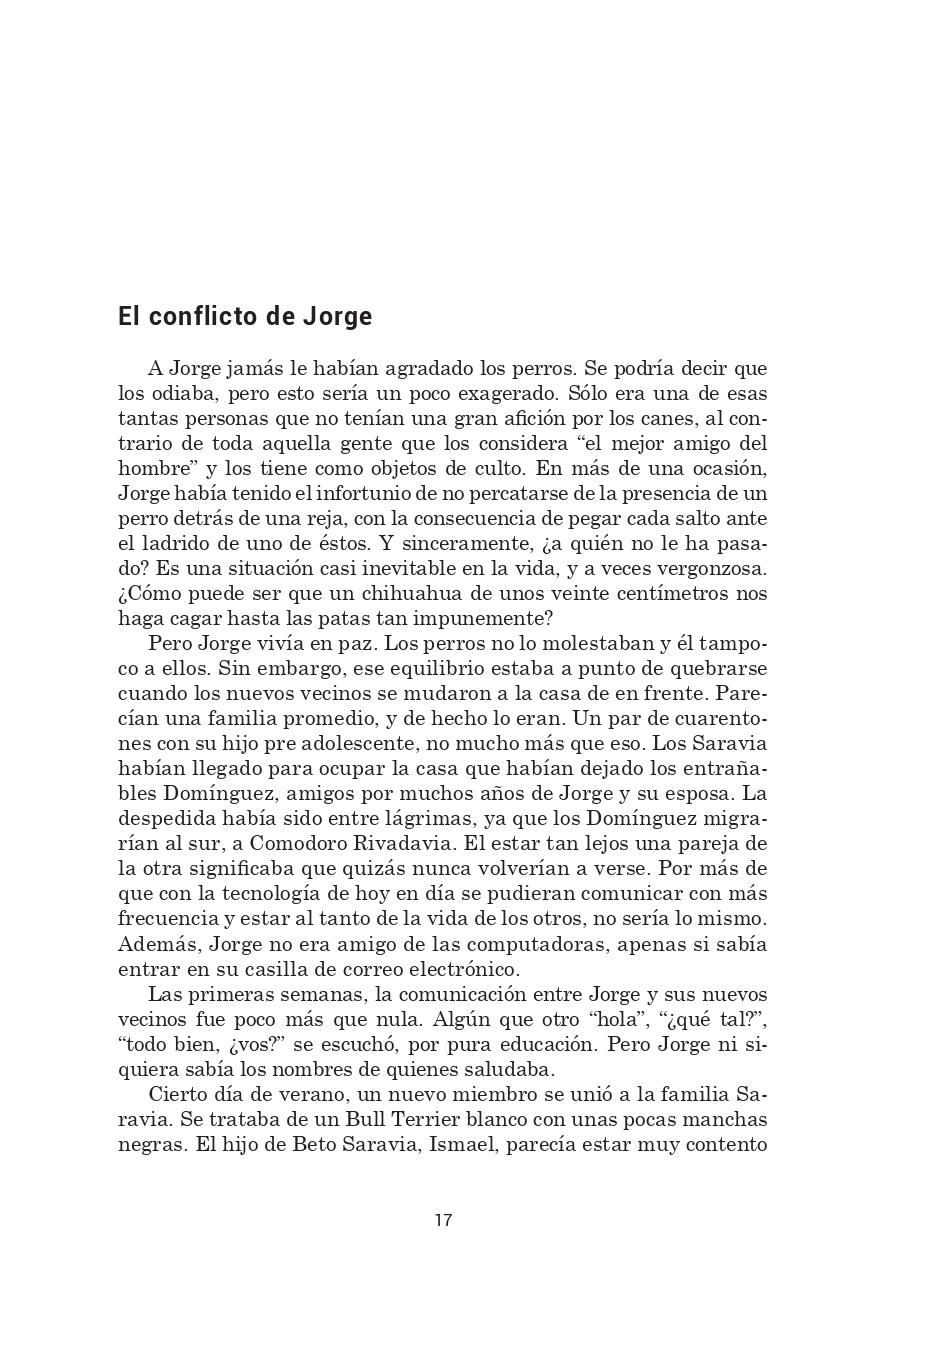 El conflicto de Jorge
A Jorge jamás le habían agradado los perros. Se podría decir que
los odiaba, pero esto sería un poco exagerado. Sólo era una de esas
tantas personas que no tenían una gran afición por los canes, al con-
trario de toda aquella gente que los considera “el mejor amigo del
hombre” y los tiene como objetos de culto. En más de una ocasión,
Jorge había tenido el infortunio de no percatarse de la presencia de un
perro detrás de una reja, con la consecuencia de pegar cada salto ante
el ladrido de uno de éstos. Y sinceramente, ¿a quién no le ha pasa-
do? Es una situación casi inevitable en la vida, y a veces vergonzosa.
¿Cómo puede ser que un chihuahua de unos veinte centímetros nos
haga cagar hasta las patas tan impunemente?
Pero Jorge vivía en paz. Los perros no lo molestaban y él tampo-
co a ellos. Sin embargo, ese equilibrio estaba a punto de quebrarse
cuando los nuevos vecinos se mudaron a la casa de en frente. Pare-
cían una familia promedio, y de hecho lo eran. Un par de cuarento-
nes con su hijo pre adolescente, no mucho más que eso. Los Saravia
habían llegado para ocupar la casa que habían dejado los entraña-
bles Domínguez, amigos por muchos años de Jorge y su esposa. La
despedida había sido entre lágrimas, ya que los Domínguez migra-
rían al sur, a Comodoro Rivadavia. El estar tan lejos una pareja de
la otra significaba que quizás nunca volverían a verse. Por más de
que con la tecnología de hoy en día se pudieran comunicar con más
frecuencia y estar al tanto de la vida de los otros, no sería lo mismo.
Además, Jorge no era amigo de las computadoras, apenas si sabía
entrar en su casilla de correo electrónico.
Las primeras semanas, la comunicación entre Jorge y sus nuevos
vecinos fue poco más que nula. Algún que otro “hola”, “¿qué tal?”,
“todo bien, ¿vos?” se escuchó, por pura educación. Pero Jorge ni si-
quiera sabía los nombres de quienes saludaba.
Cierto día de verano, un nuevo miembro se unió a la familia Sa-
ravia. Se trataba de un Bull Terrier blanco con unas pocas manchas
negras. El hijo de Beto Saravia, Ismael, parecía estar muy contento
17